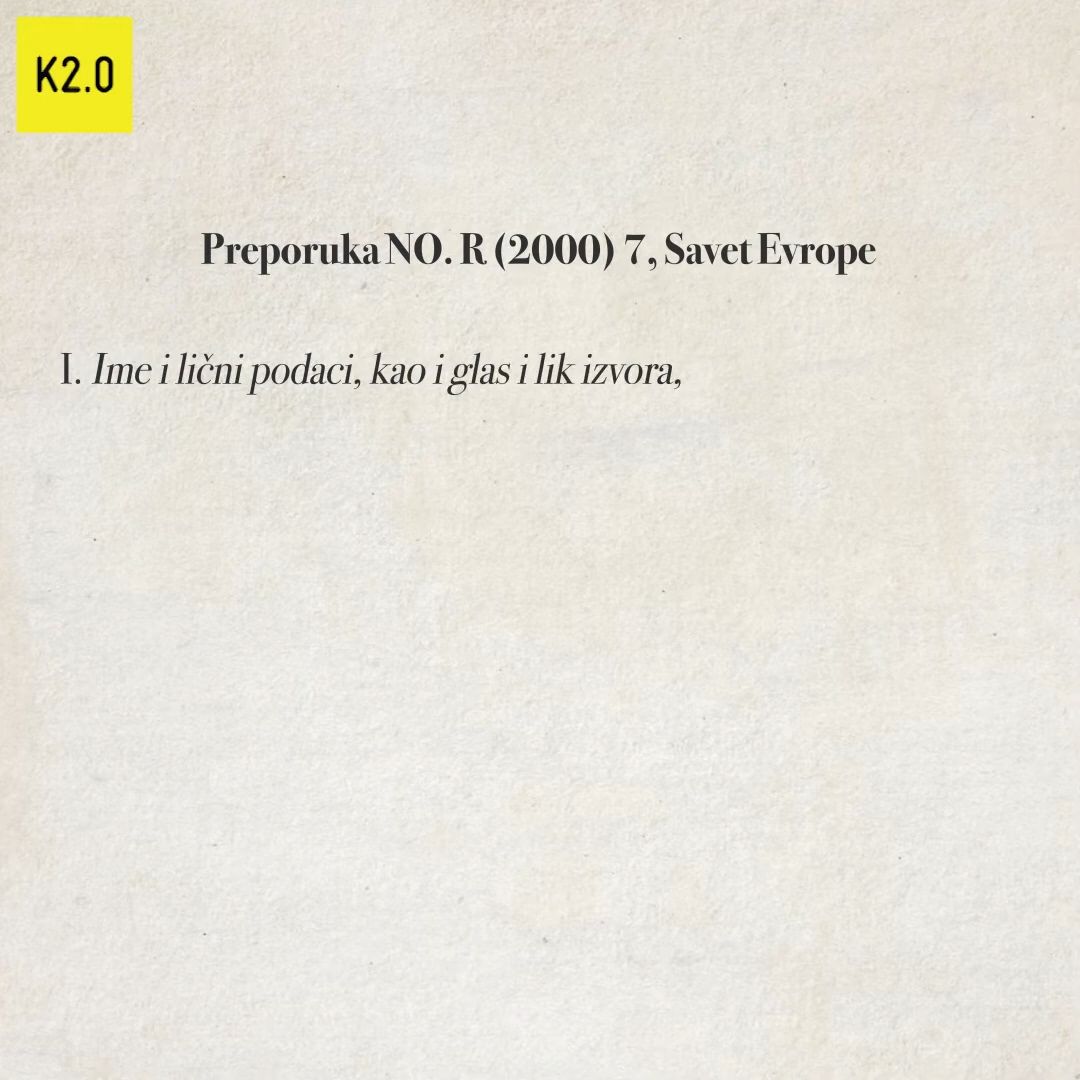 K2.0
Preporuka NO. R (2000) 7, Savet Evrope
I. Ime i lični podaci, kao i glas i lik izvora,